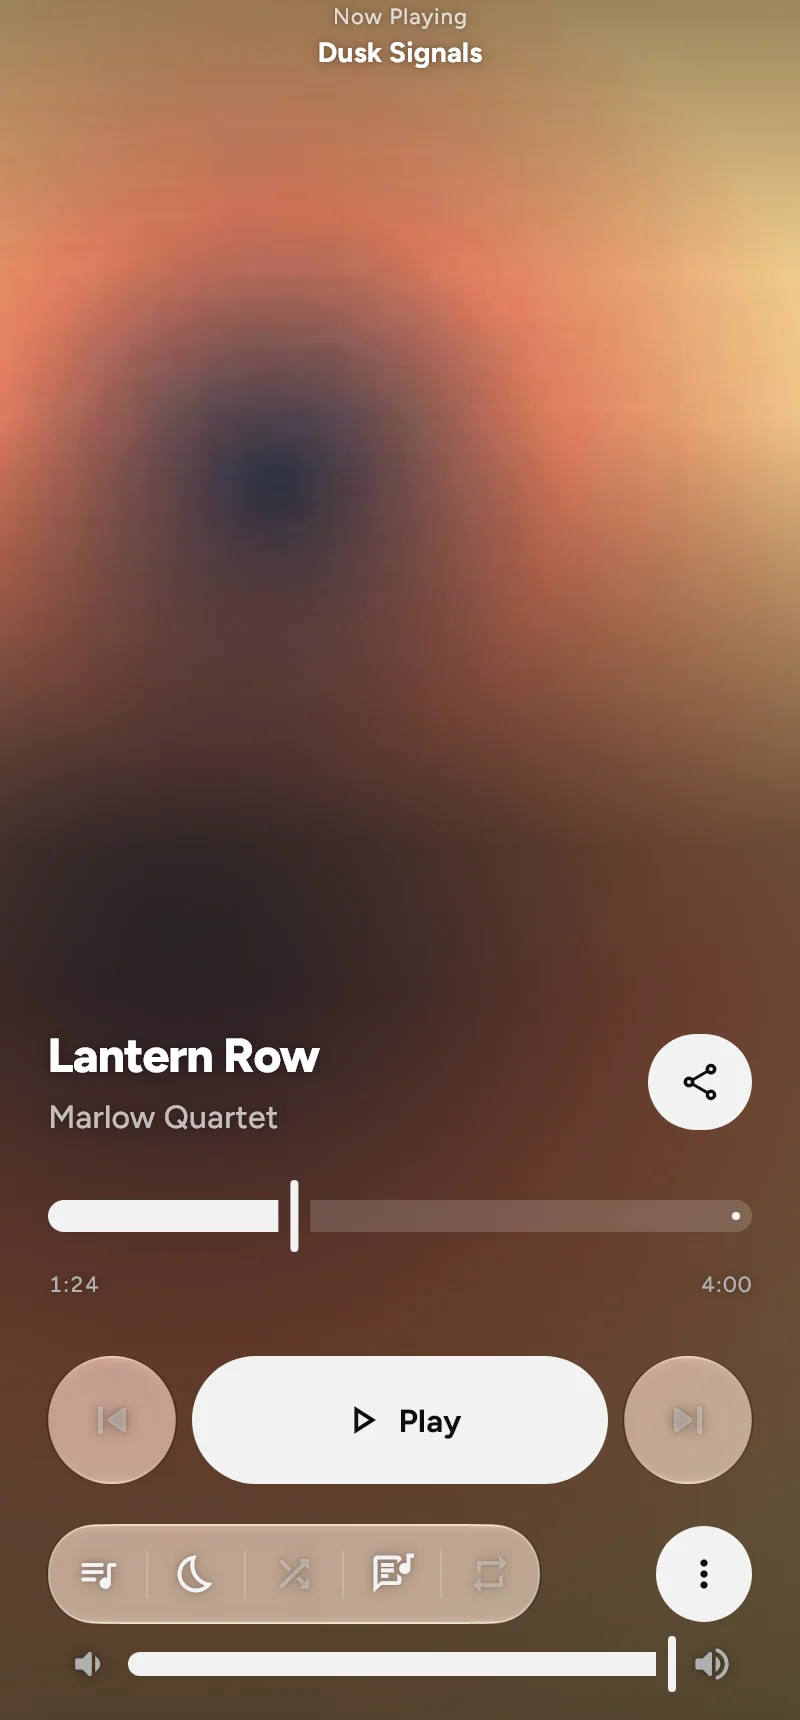 Now Playing
Dusk Signals
Lantern Row
Marlow Quartet
1:24
4:00
Play